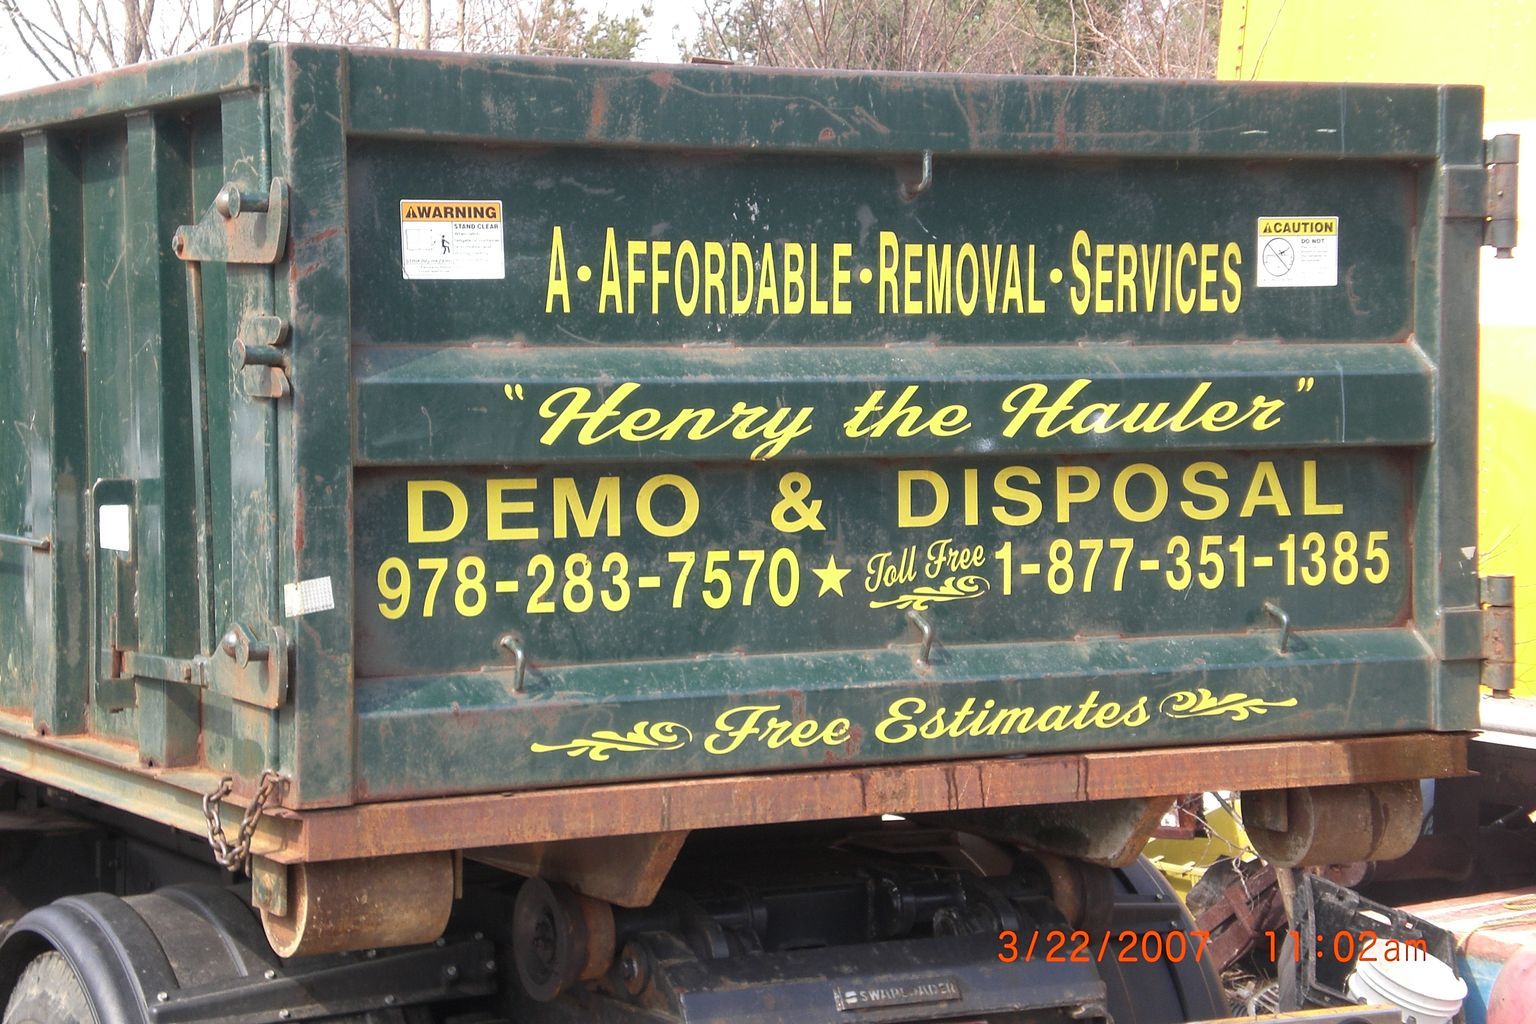 WARNING
STAND CLEAR
CAUTION
DO NOT
A•AFFORDABLE•REMOVAL•SERVICES
"Henry the Hauler"
DEMO & DISPOSAL
978-283-7570 ★ Toll Free 1-877-351-1385
Free Estimates
3/22/2007 11:02am
SWAPLOADER